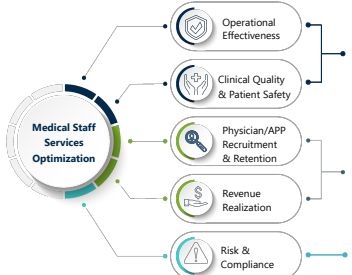 Medical Staff
Services
Optimization
Operational
Effectiveness
Clinical Quality
& Patient Safety
Physician/APP
Recruitment
& Retention
Revenue
Realization
Risk &
Compliance